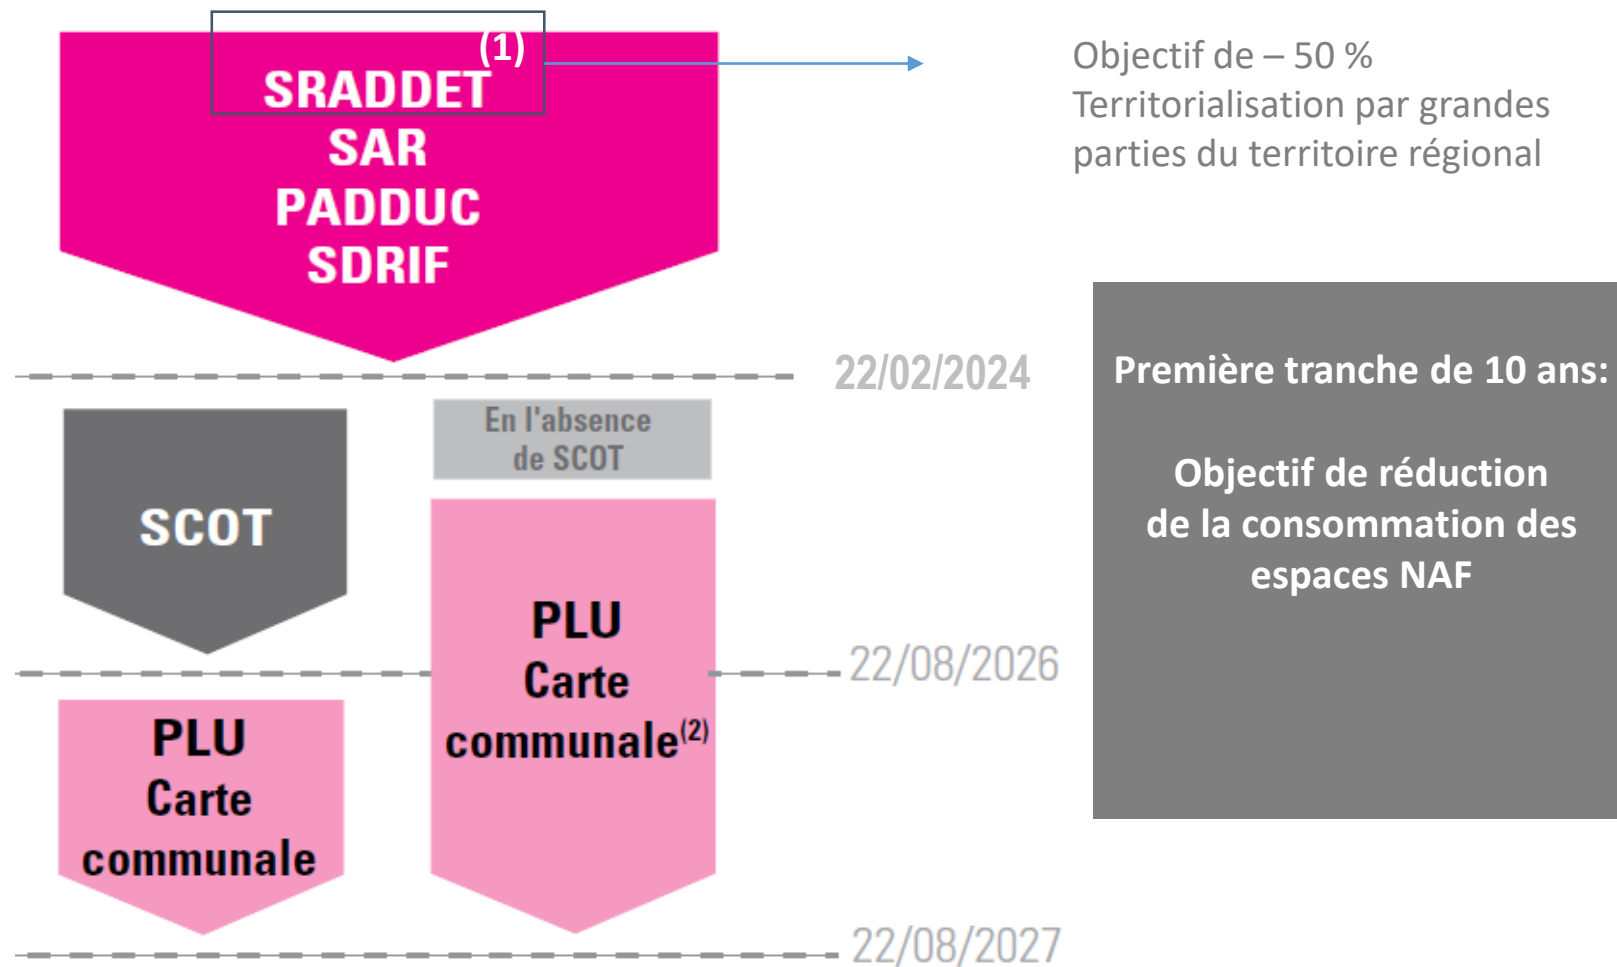 (1)
SRADDET
SAR
PADDUC
SDRIF
Objectif de – 50 %
Territorialisation par grandes
parties du territoire régional
22/02/2024
Première tranche de 10 ans:
Objectif de réduction
de la consommation des
espaces NAF
En l'absence
de SCOT
SCOT
PLU
Carte
communale(2)
22/08/2026
PLU
Carte
communale
22/08/2027